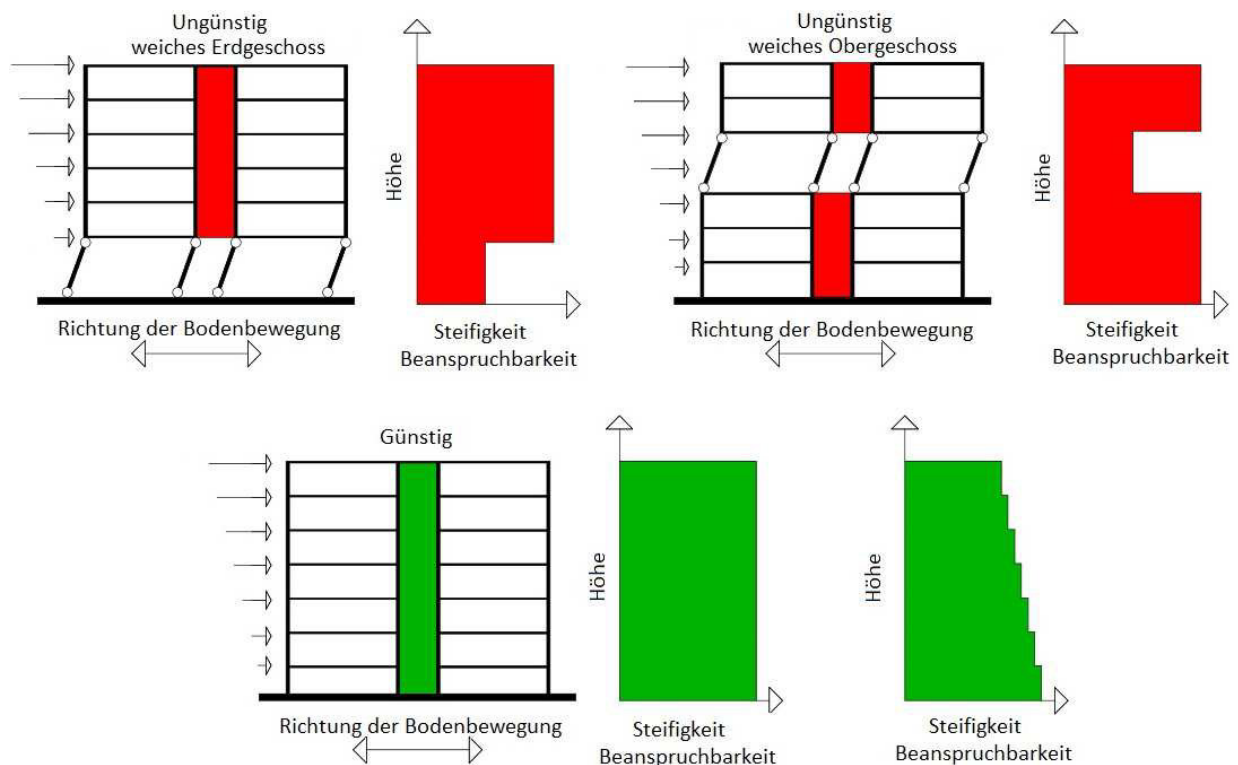 Ungünstig
weiches Erdgeschoss
Höhe
Richtung der Bodenbewegung
Steifigkeit
Beanspruchbarkeit
Ungünstig
weiches Obergeschoss
Höhe
Richtung der Bodenbewegung
Steifigkeit
Beanspruchbarkeit
Günstig
Höhe
Höhe
Richtung der Bodenbewegung
Steifigkeit
Beanspruchbarkeit
Steifigkeit
Beanspruchbarkeit